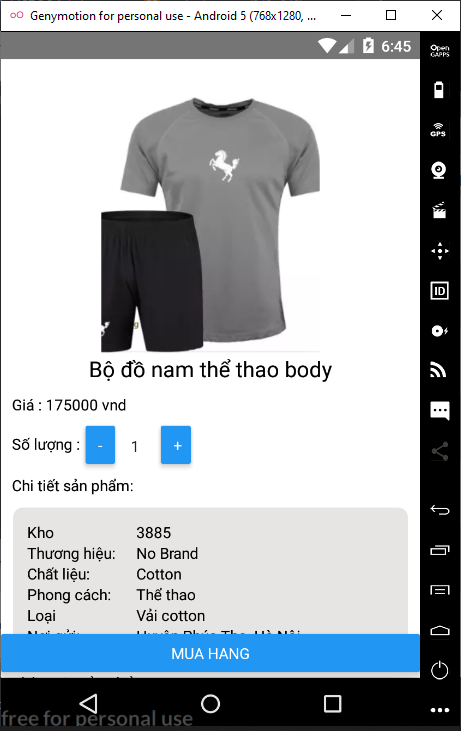 Genymotion for personal use - Android 5 (768x1280, ...
6:45
Open
GAPPS
GPS
ID
Bộ đồ nam thể thao body
Giá : 175000 vnd
Số lượng : - 1 +
Chi tiết sản phẩm:
Kho 3885
Thương hiệu: No Brand
Chất liệu: Cotton
Phong cách: Thể thao
Loại Vải cotton
MUA HANG
free for personal use